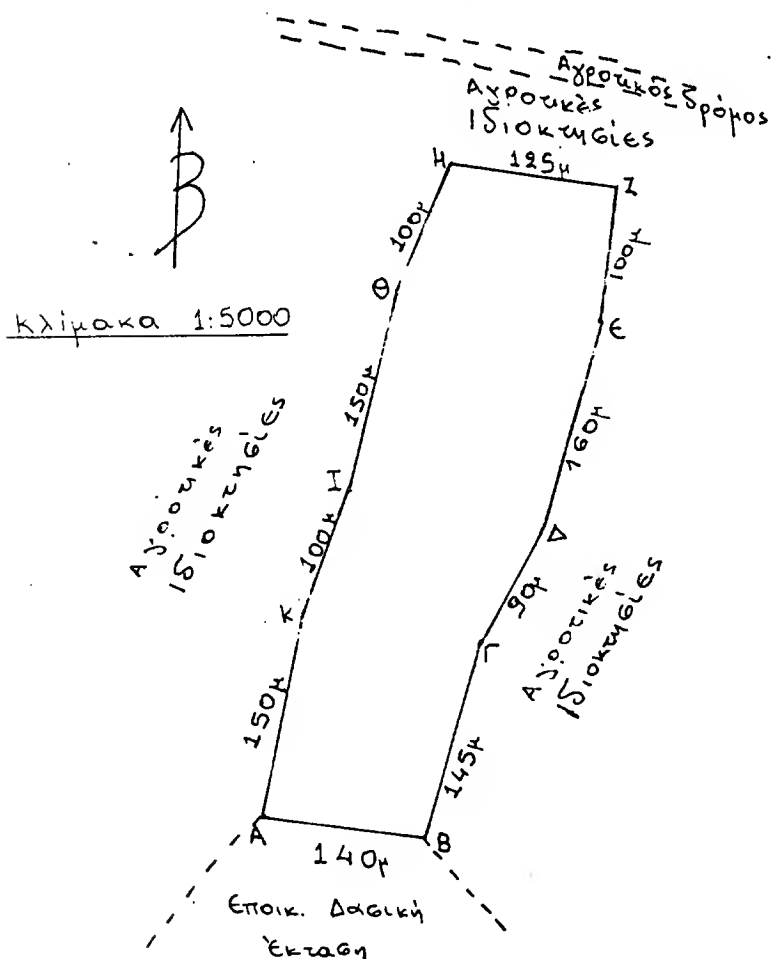 Αγροτικός δρόμος
Αγροτικές
Ιδιοκτησίες
Η
125μ
Ζ
Β
100μ
100μ
Θ
Ε
Κλίμακα 1:5000
150μ
160μ
Αγροτικές
Ιδιοκτησίες
Ι
Δ
100μ
90μ
Κ
Γ
Αγροτικές
Ιδιοκτησίες
150μ
145μ
Α
Β
140μ
Εποικ. Δασική
Έκταση